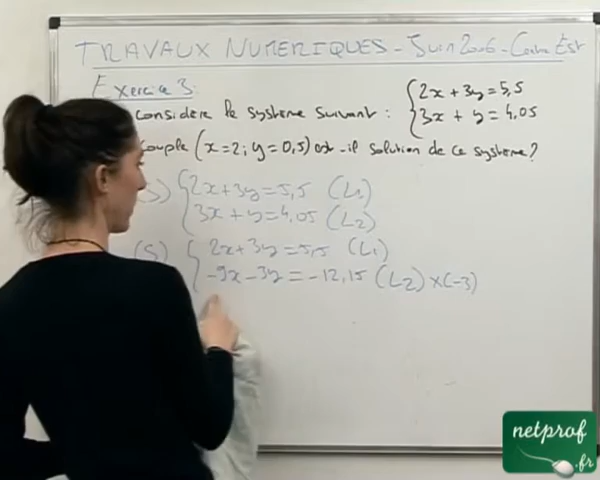 TRAVAUX NUMERIQUES - Juin 2006 - Centre Est
Exercice 3:
considère le système suivant : { 2x + 3y = 5,5
3x + y = 4,05
couple (x=2; y=0,5) est-il solution de ce système?
S) { 2x+3y=5,5 (L1)
3x+y=4,05 (L2)
(S) { 2x+3y=5,5 (L1)
-9x-3y=-12,15 (L2) x(-3)
netprof
.fr